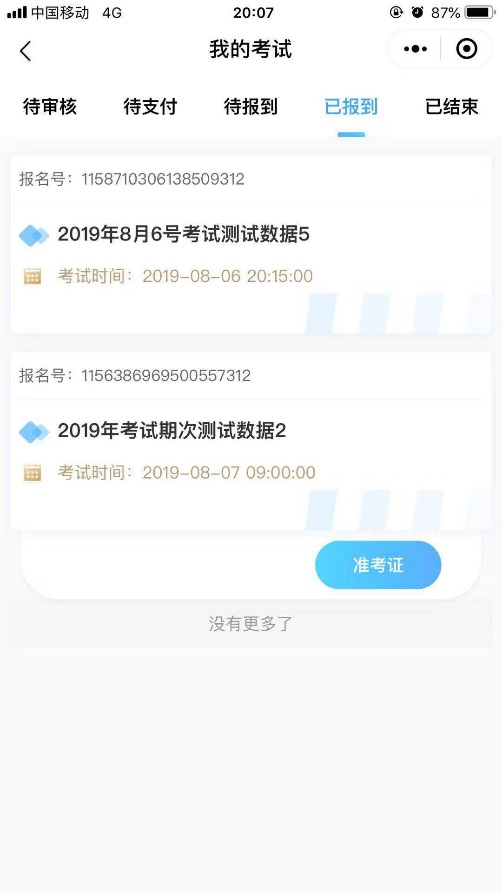 中国移动 4G 20:07 87%
我的考试
待审核 待支付 待报到 已报到 已结束
报名号：1158710306138509312
2019年8月6号考试测试数据5
考试时间：2019-08-06 20:15:00
报名号：1156386969500557312
2019年考试期次测试数据2
考试时间：2019-08-07 09:00:00
准考证
没有更多了